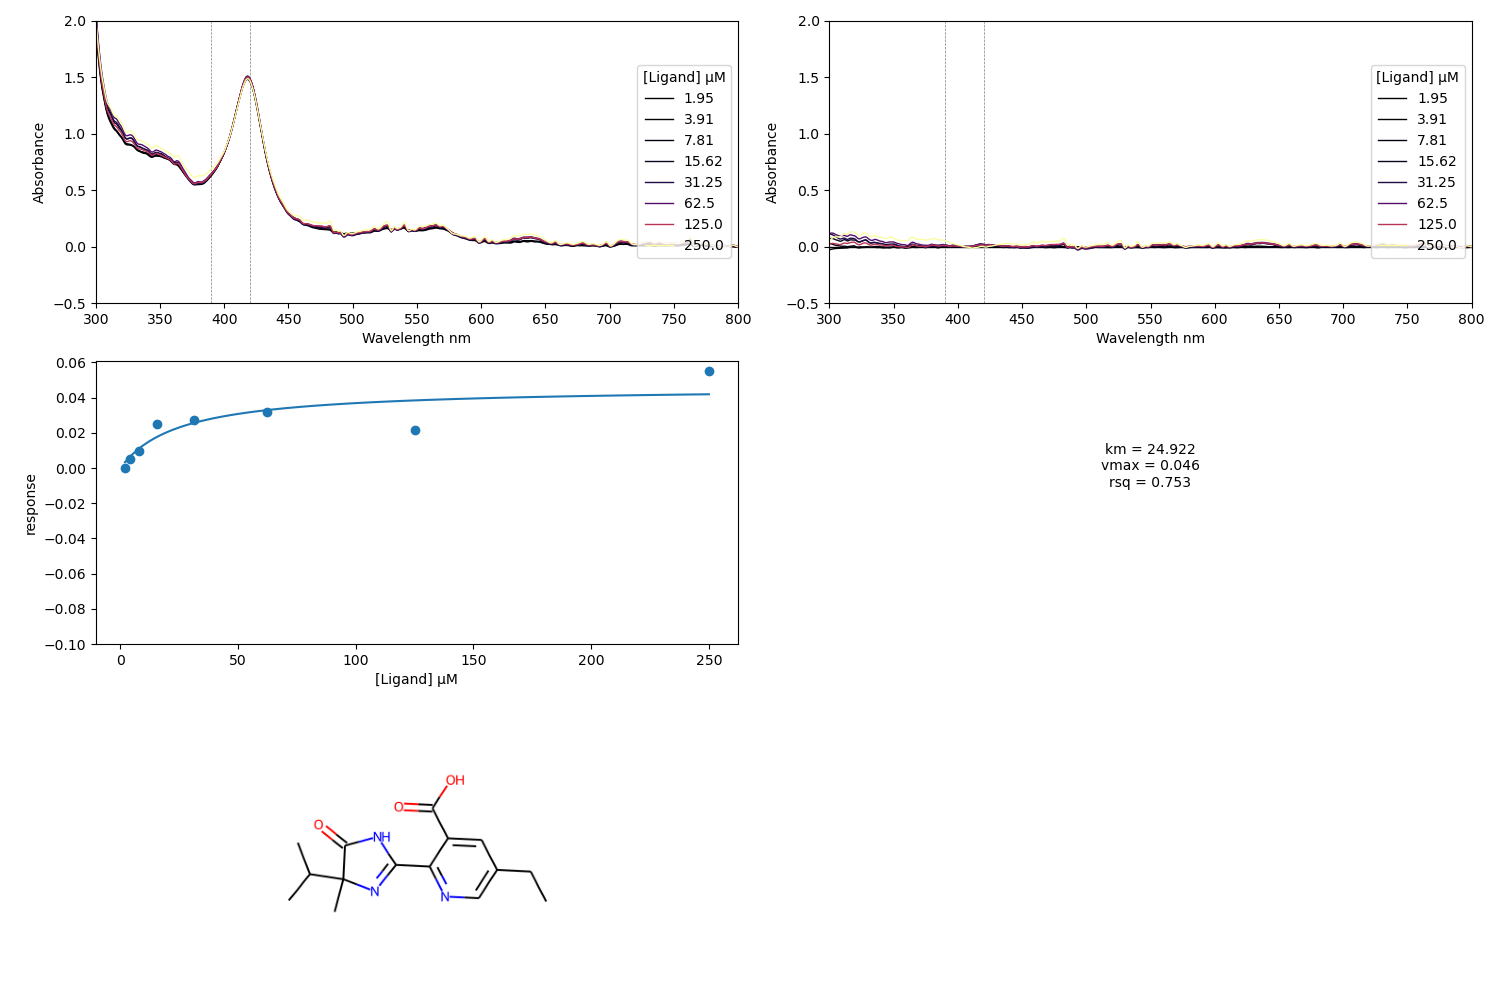 2.0
1.5
1.0
0.5
0.0
−0.5
Absorbance
300 350 400 450 500 550 600 650 700 750 800
Wavelength nm
[Ligand] µM
1.95
3.91
7.81
15.62
31.25
62.5
125.0
250.0
2.0
1.5
1.0
0.5
0.0
−0.5
Absorbance
300 350 400 450 500 550 600 650 700 750 800
Wavelength nm
[Ligand] µM
1.95
3.91
7.81
15.62
31.25
62.5
125.0
250.0
0.06
0.04
0.02
0.00
−0.02
−0.04
−0.06
−0.08
−0.10
response
0 50 100 150 200 250
[Ligand] µM
km = 24.922
vmax = 0.046
rsq = 0.753
OH
O
O
NH
N
N